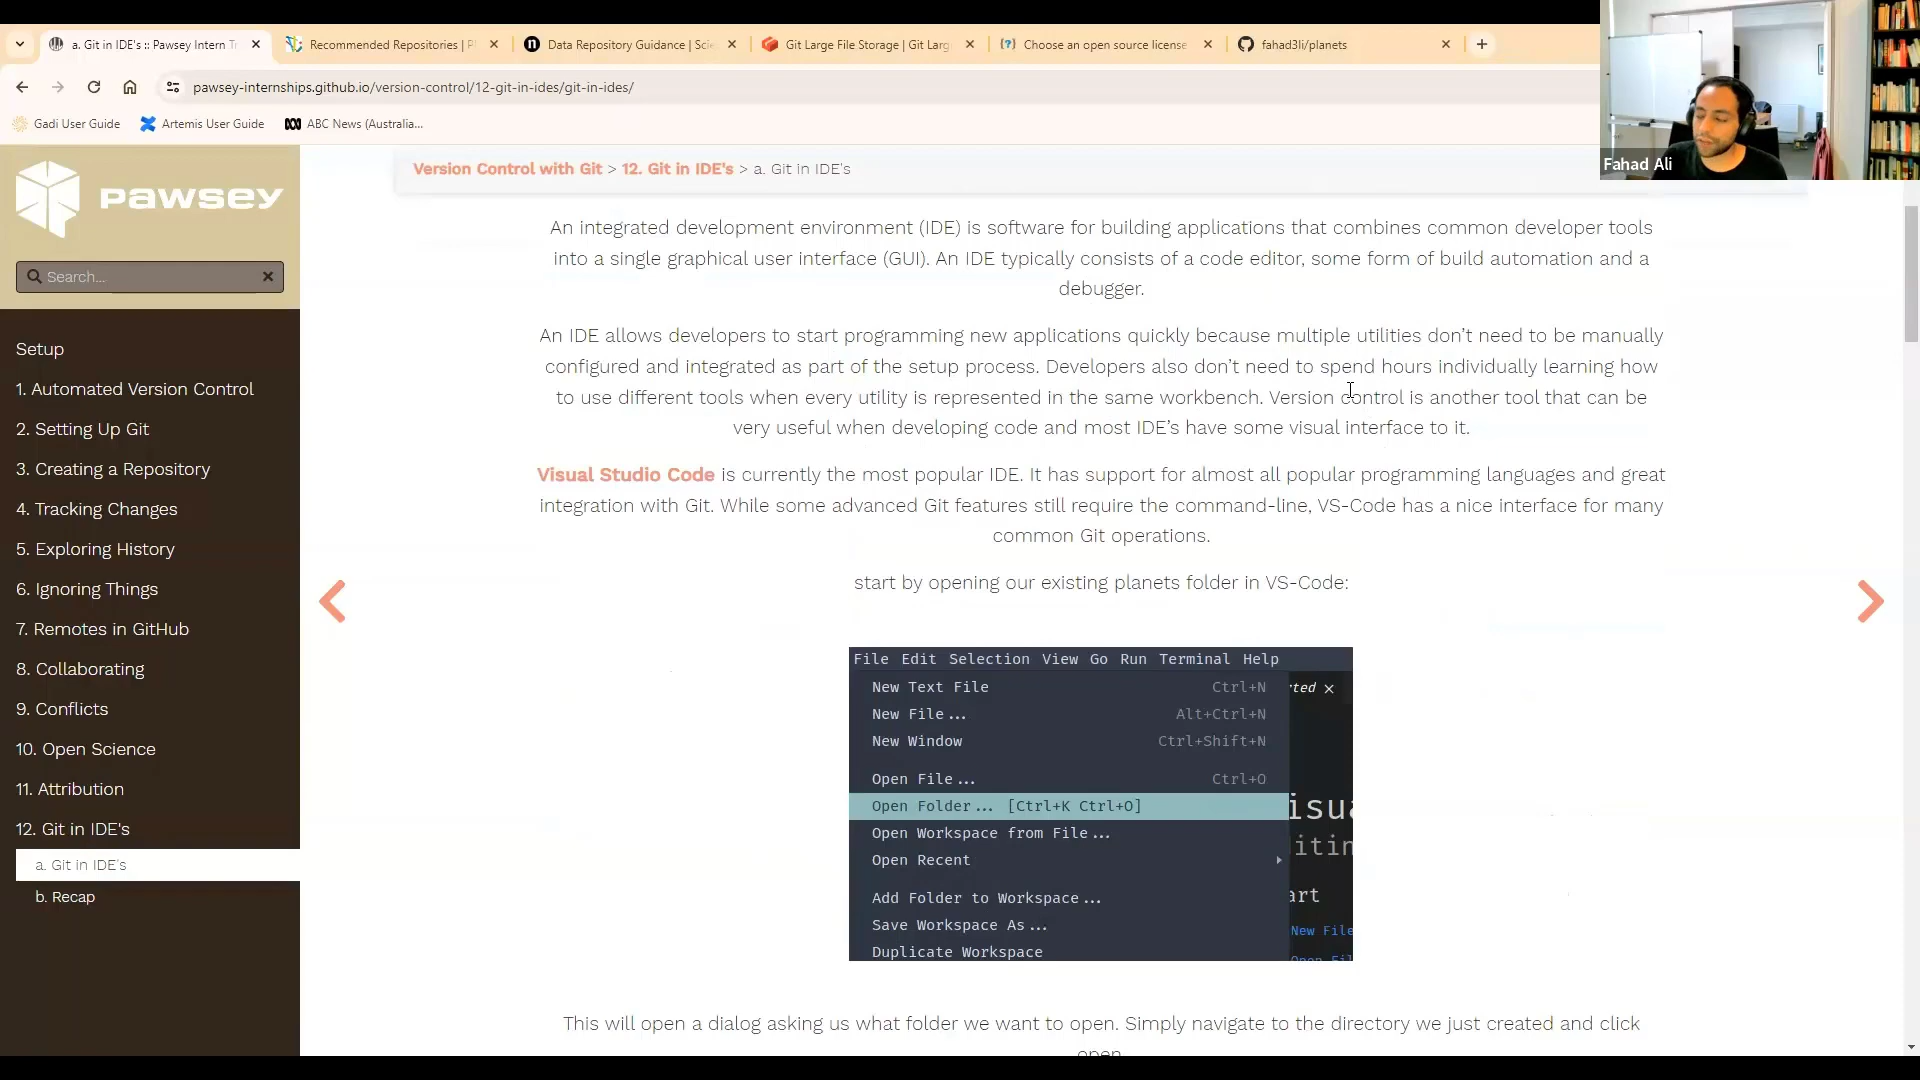 a. Git in IDE's :: Pawsey Intern Tr
Recommended Repositories | P
Data Repository Guidance | Scie
Git Large File Storage | Git Larg
Choose an open source license
fahad3li/planets
pawsey-internships.github.io/version-control/12-git-in-ides/git-in-ides/
Gadi User Guide
Artemis User Guide
ABC News (Australia...
Fahad Ali
pawsey
Search...
Setup
1. Automated Version Control
2. Setting Up Git
3. Creating a Repository
4. Tracking Changes
5. Exploring History
6. Ignoring Things
7. Remotes in GitHub
8. Collaborating
9. Conflicts
10. Open Science
11. Attribution
12. Git in IDE's
a. Git in IDE's
b. Recap
Version Control with Git > 12. Git in IDE's > a. Git in IDE's
An integrated development environment (IDE) is software for building applications that combines common developer tools
into a single graphical user interface (GUI). An IDE typically consists of a code editor, some form of build automation and a
debugger.
An IDE allows developers to start programming new applications quickly because multiple utilities don't need to be manually
configured and integrated as part of the setup process. Developers also don't need to spend hours individually learning how
to use different tools when every utility is represented in the same workbench. Version control is another tool that can be
very useful when developing code and most IDE's have some visual interface to it.
Visual Studio Code is currently the most popular IDE. It has support for almost all popular programming languages and great
integration with Git. While some advanced Git features still require the command-line, VS-Code has a nice interface for many
common Git operations.
start by opening our existing planets folder in VS-Code:
File Edit Selection View Go Run Terminal Help
New Text File Ctrl+N
rted ×
New File... Alt+Ctrl+N
New Window Ctrl+Shift+N
Open File... Ctrl+O
Open Folder... [Ctrl+K Ctrl+O]
isua
Open Workspace from File...
itin
Open Recent
Add Folder to Workspace...
art
Save Workspace As...
New File
Duplicate Workspace
Open Fil
This will open a dialog asking us what folder we want to open. Simply navigate to the directory we just created and click
open